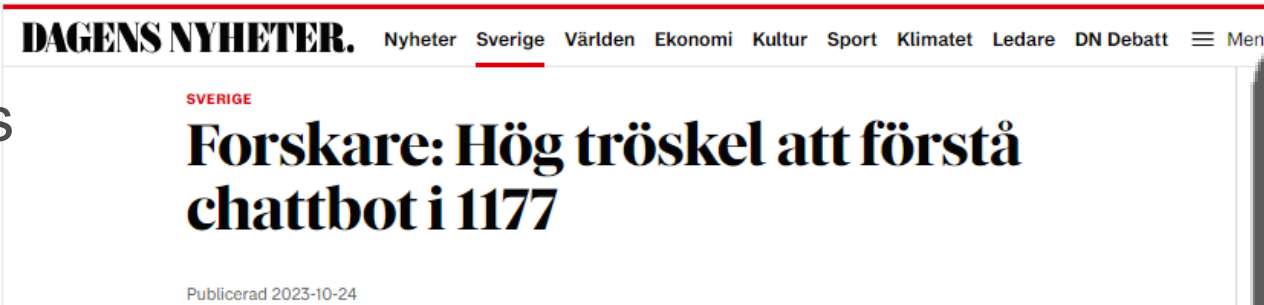 DAGENS NYHETER. Nyheter Sverige Världen Ekonomi Kultur Sport Klimatet Ledare DN Debatt Men
s
SVERIGE
Forskare: Hög tröskel att förstå
chattbot i 1177
Publicerad 2023-10-24